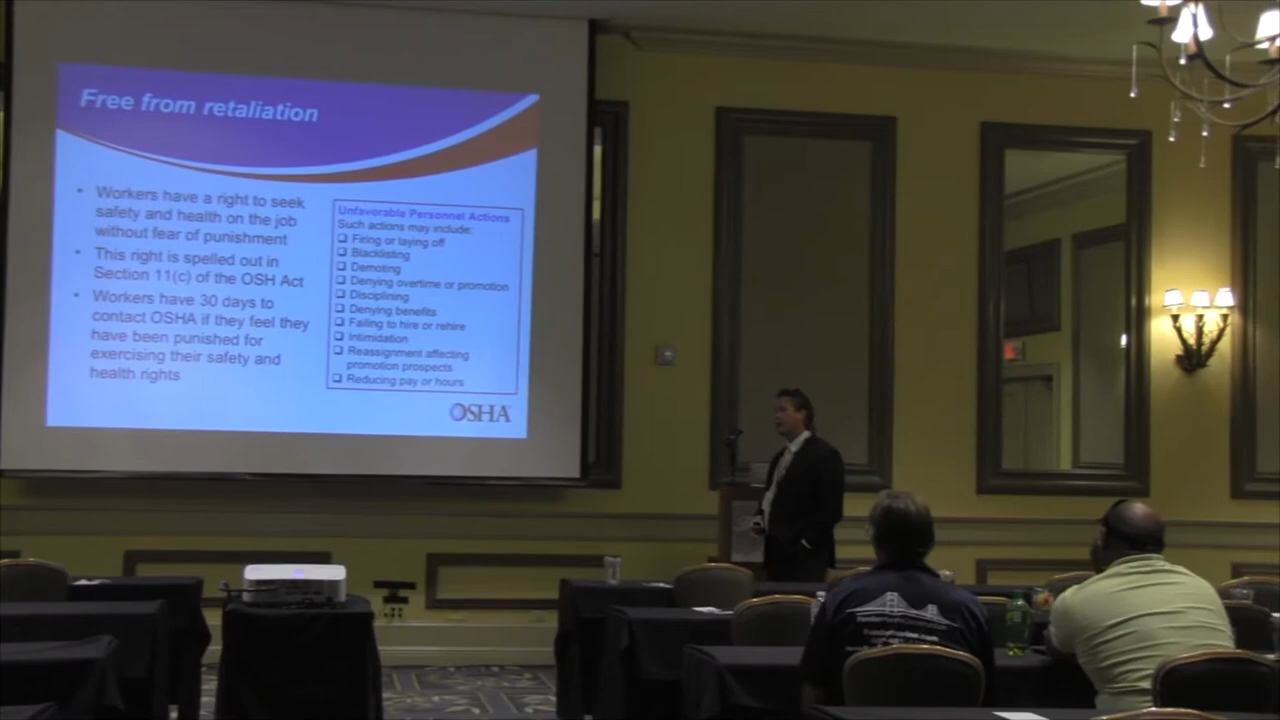 Free from retaliation
• Workers have a right to seek
safety and health on the job
without fear of punishment
• This right is spelled out in
Section 11(c) of the OSH Act
• Workers have 30 days to
contact OSHA if they feel they
have been punished for
exercising their safety and
health rights
Unfavorable Personnel Actions
Such actions may include:
❑ Firing or laying off
❑ Blacklisting
❑ Demoting
❑ Denying overtime or promotion
❑ Disciplining
❑ Denying benefits
❑ Failing to hire or rehire
❑ Intimidation
❑ Reassignment affecting
promotion prospects
❑ Reducing pay or hours
OSHA